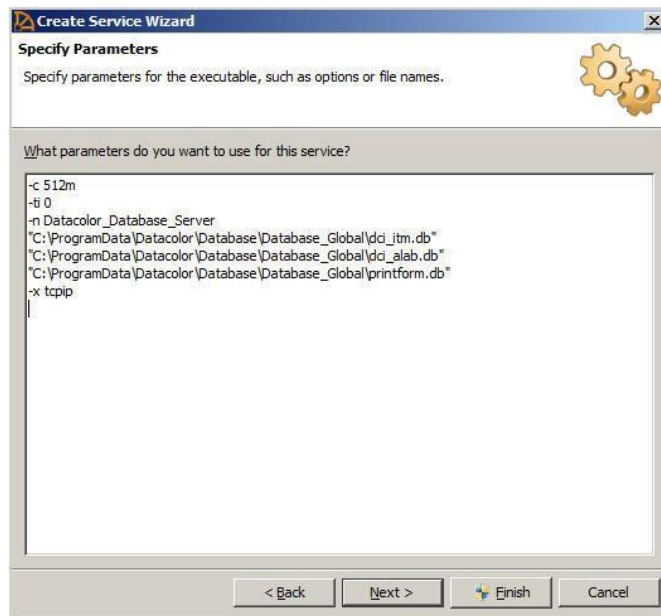 Create Service Wizard
Specify Parameters
Specify parameters for the executable, such as options or file names.
What parameters do you want to use for this service?
-c 512m
-ti 0
-n Datacolor_Database_Server
"C:\ProgramData\Datacolor\Database\Database_Global\dci_itm.db"
"C:\ProgramData\Datacolor\Database\Database_Global\dci_alab.db"
"C:\ProgramData\Datacolor\Database\Database_Global\printform.db"
-x tcpip
< Back Next > Finish Cancel